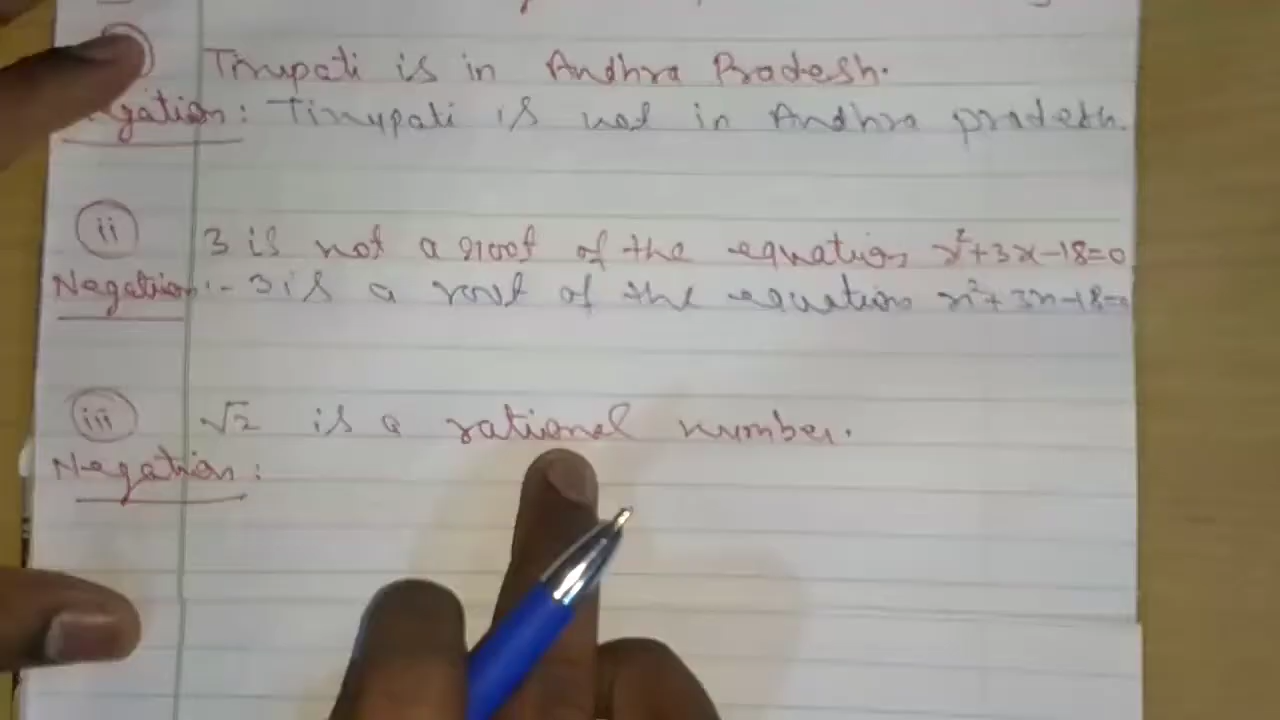 Tirupati is in Andhra Pradesh.
gation: Tirupati is not in Andhra pradesh.
ii 3 is not a root of the equation x²+3x-18=0
Negation:- 3 is a root of the equation x²+3x-18=0
iii √2 is a rational number.
Negation: